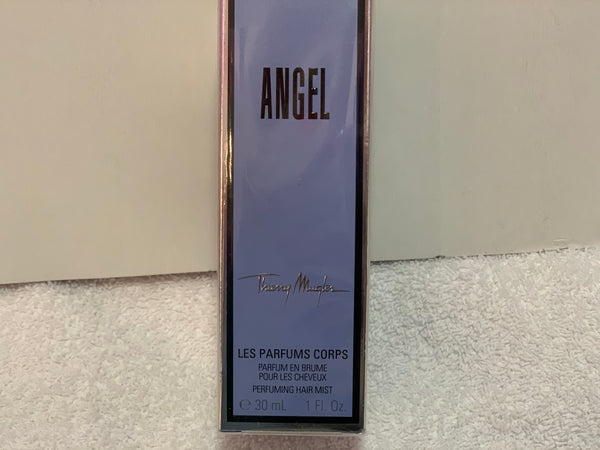 ANGEL
Thierry Mugler
LES PARFUMS CORPS
PARFUM EN BRUME
POUR LES CHEVEUX
PERFUMING HAIR MIST
℮ 30 mL 1 Fl. Oz.